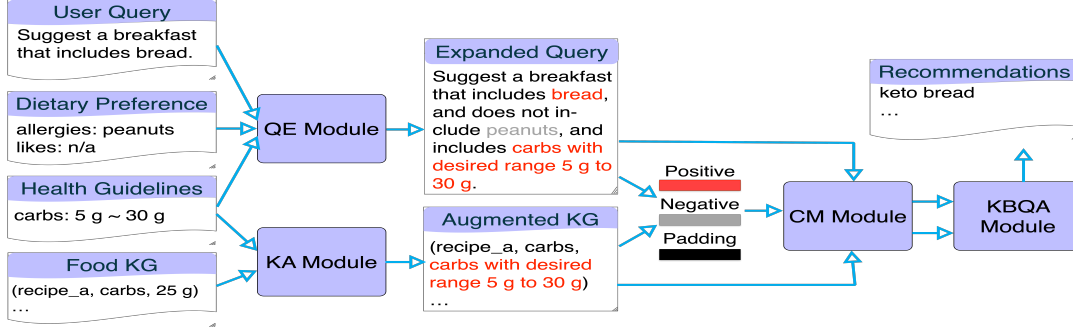 User Query
Suggest a breakfast
that includes bread.
Dietary Preference
allergies: peanuts
likes: n/a
Health Guidelines
carbs: 5 g ~ 30 g
Food KG
(recipe_a, carbs, 25 g)
...
QE Module
KA Module
Expanded Query
Suggest a breakfast
that includes bread,
and does not in-
clude peanuts, and
includes carbs with
desired range 5 g to
30 g.
Augmented KG
(recipe_a, carbs,
carbs with desired
range 5 g to 30 g)
...
Positive
Negative
Padding
CM Module
Recommendations
keto bread
...
KBQA
Module